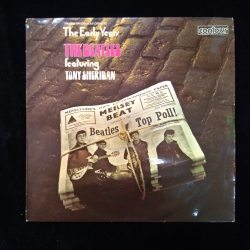 The Early Years
contour
THE BEATLES
featuring
TONY SHERIDAN
MERSEY
BEAT
Beatles Top Poll!